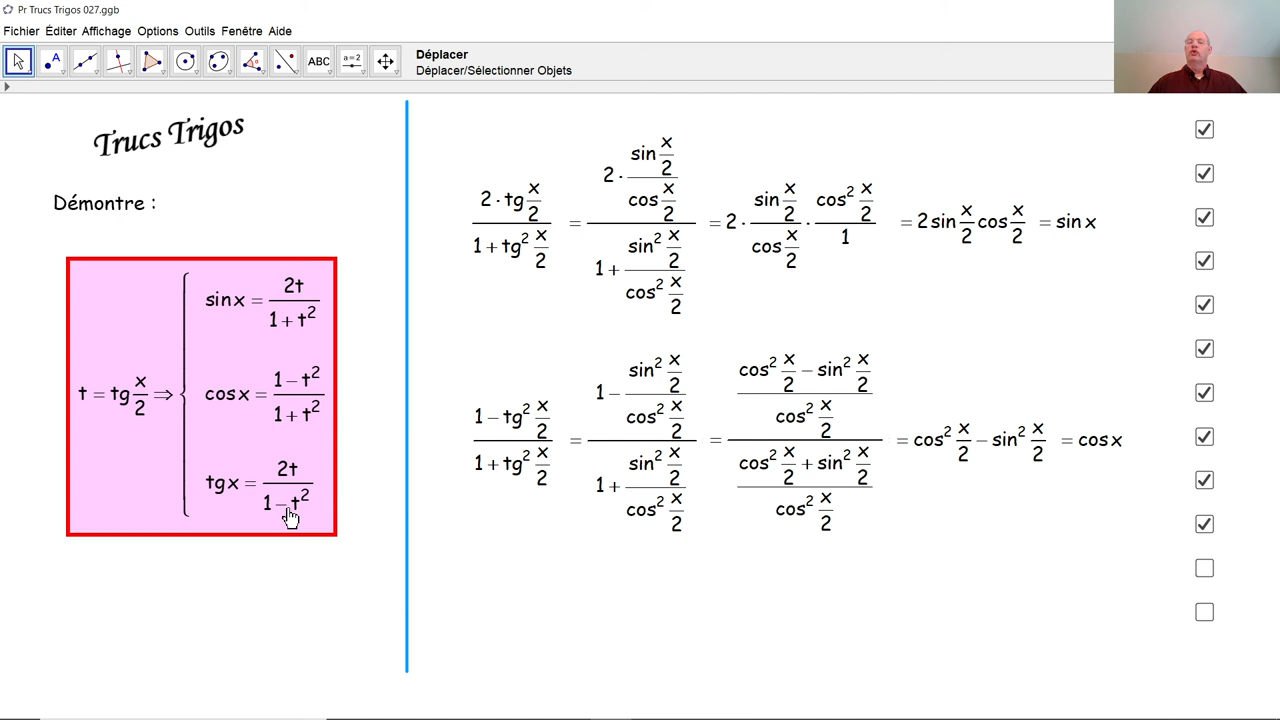 Pr Trucs Trigos 027.ggb
Fichier Éditer Affichage Options Outils Fenêtre Aide
A ABC a=2 Déplacer
Déplacer/Sélectionner Objets
Trucs Trigos
Démontre :
t = tg x/2 ⇒
sin x = 2t / (1 + t²)
cos x = (1 − t²) / (1 + t²)
tg x = 2t / (1 − t²)
(2 · tg x/2) / (1 + tg² x/2) = (2 · (sin x/2) / (cos x/2)) / (1 + (sin² x/2) / (cos² x/2)) = 2 · (sin x/2) / (cos x/2) · (cos² x/2) / 1 = 2 sin x/2 cos x/2 = sin x
(1 − tg² x/2) / (1 + tg² x/2) = (1 − (sin² x/2) / (cos² x/2)) / (1 + (sin² x/2) / (cos² x/2)) = ((cos² x/2 − sin² x/2) / (cos² x/2)) / ((cos² x/2 + sin² x/2) / (cos² x/2)) = cos² x/2 − sin² x/2 = cos x